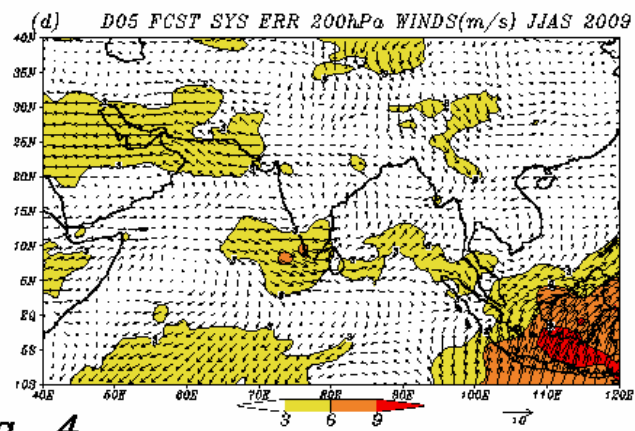 (d) D05 FCST SYS ERR 200hPa WINDS(m/s) JJAS 2009
40N
35N
30N
25N
20N
15N
10N
5N
EQ
5S
10S
40E 50E 60E 70E 80E 90E 100E 110E 120E
3 6 9
10